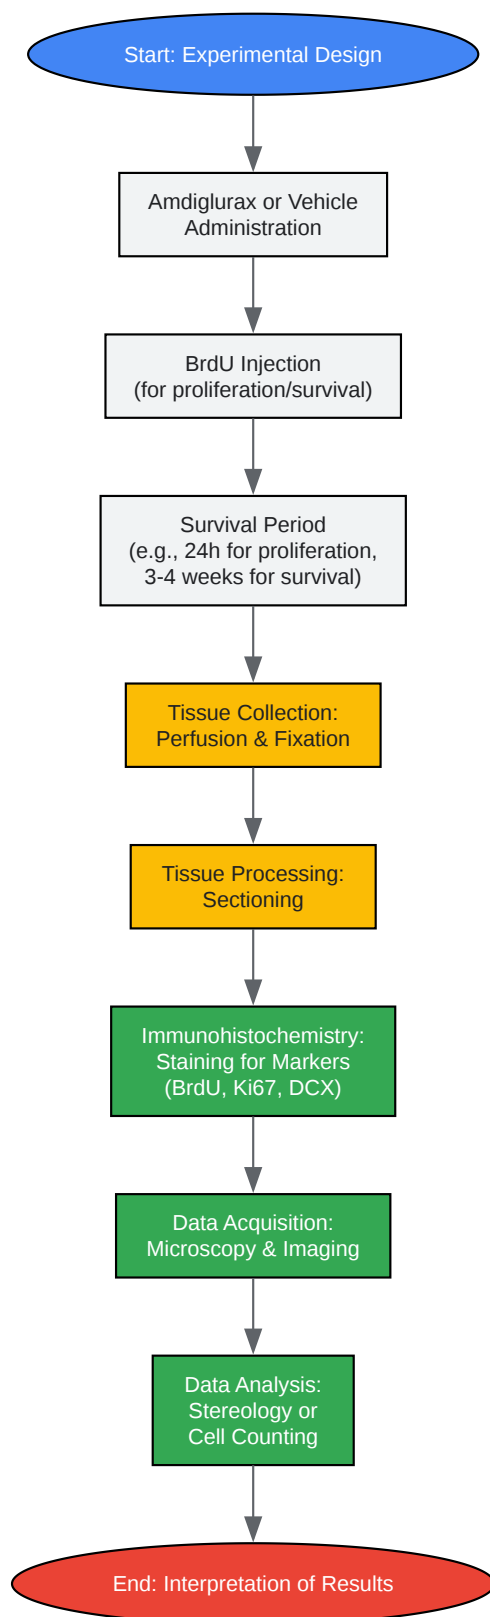 Start: Experimental Design
Amdiglurax or Vehicle
Administration
BrdU Injection
(for proliferation/survival)
Survival Period
(e.g., 24h for proliferation,
3-4 weeks for survival)
Tissue Collection:
Perfusion & Fixation
Tissue Processing:
Sectioning
Immunohistochemistry:
Staining for Markers
(BrdU, Ki67, DCX)
Data Acquisition:
Microscopy & Imaging
Data Analysis:
Stereology or
Cell Counting
End: Interpretation of Results